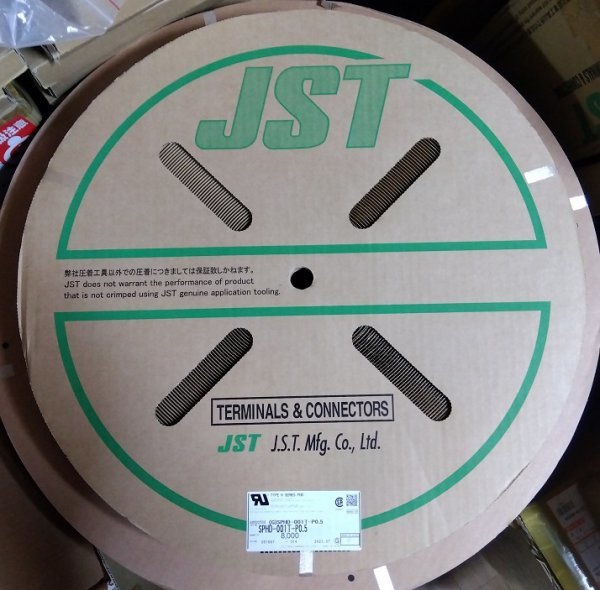 JST
弊社圧着工具以外での圧着につきましては保証致しかねます。
JST does not warrant the performance of product
that is not crimped using JST genuine application tooling.
TERMINALS & CONNECTORS
JST J.S.T. Mfg. Co., Ltd.
SPHD-001T-P0.5
8,000